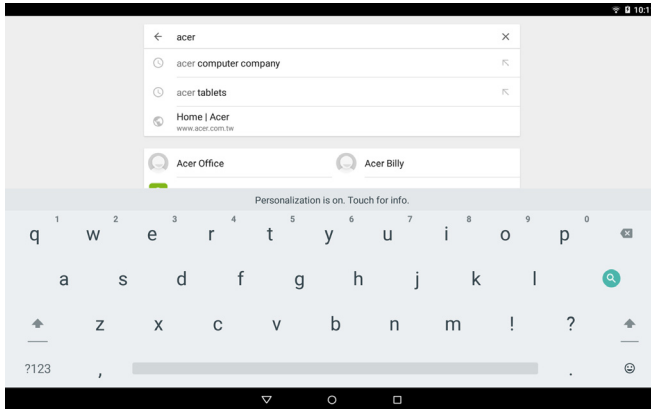 10:1
acer
acer computer company
acer tablets
Home | Acer
www.acer.com.tw
Acer Office
Acer Billy
Personalization is on. Touch for info.
1 2 3 4 5 6 7 8 9 0
q w e r t y u i o p
a s d f g h j k l
z x c v b n m ! ?
?123 , .